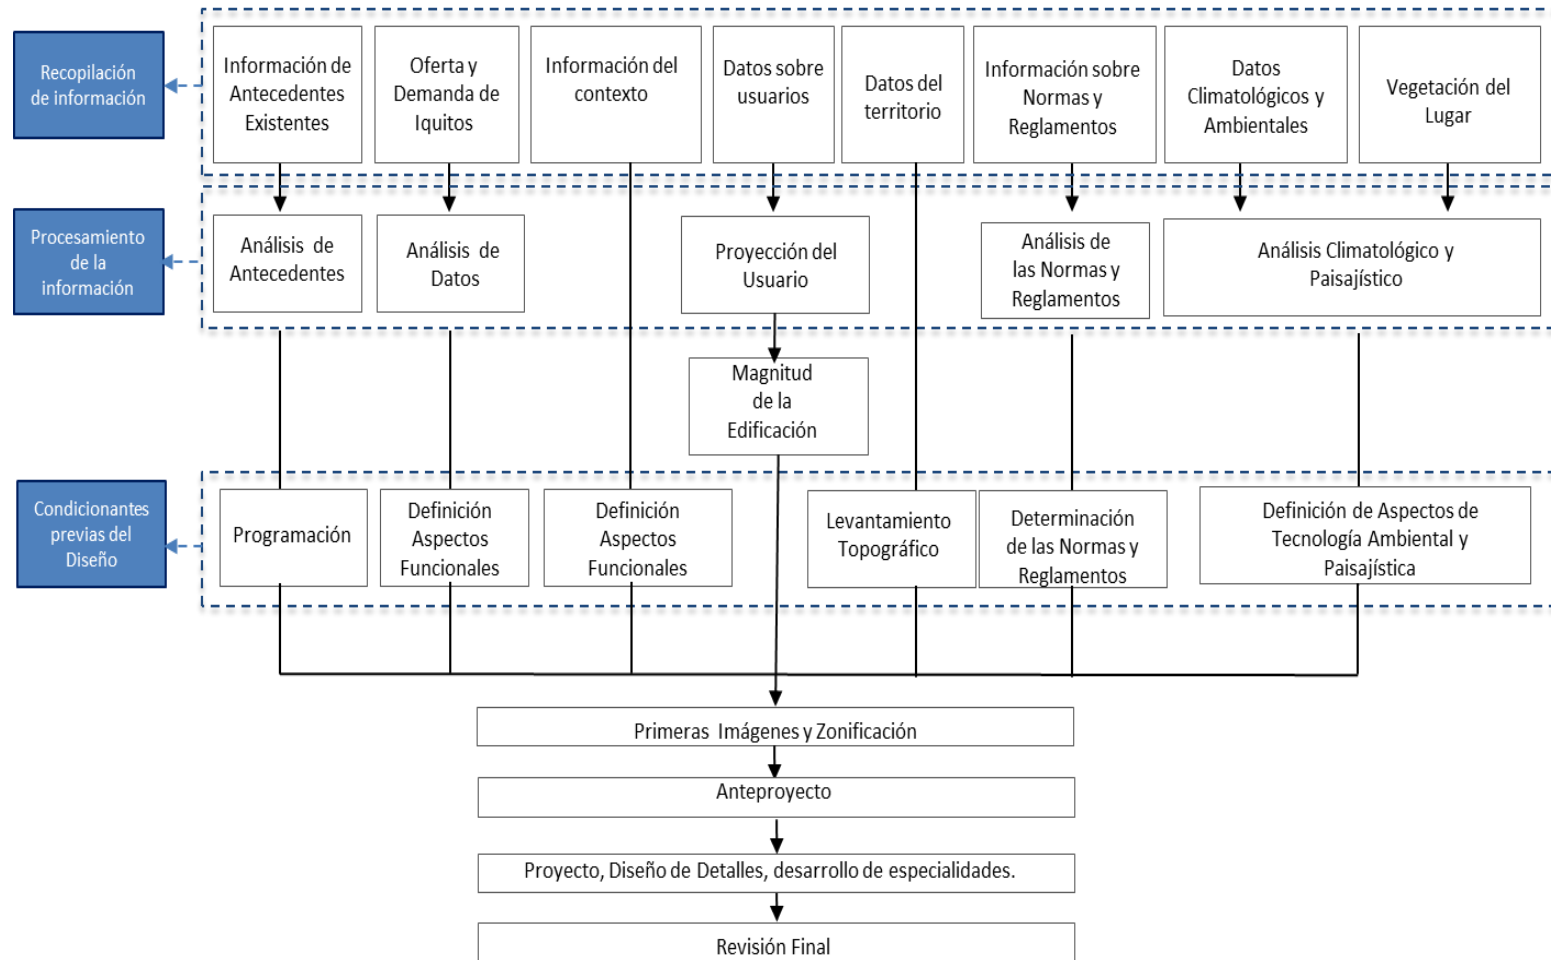 Recopilación
de información
Información de
Antecedentes
Existentes
Oferta y
Demanda de
Iquitos
Información del
contexto
Datos sobre
usuarios
Datos del
territorio
Información sobre
Normas y
Reglamentos
Datos
Climatológicos y
Ambientales
Vegetación del
Lugar
Procesamiento
de la
información
Análisis de
Antecedentes
Análisis de
Datos
Proyección del
Usuario
Análisis de
las Normas y
Reglamentos
Análisis Climatológico y
Paisajístico
Magnitud
de la
Edificación
Condicionantes
previas del
Diseño
Programación
Definición
Aspectos
Funcionales
Definición
Aspectos
Funcionales
Levantamiento
Topográfico
Determinación
de las Normas y
Reglamentos
Definición de Aspectos de
Tecnología Ambiental y
Paisajística
Primeras Imágenes y Zonificación
Anteproyecto
Proyecto, Diseño de Detalles, desarrollo de especialidades.
Revisión Final